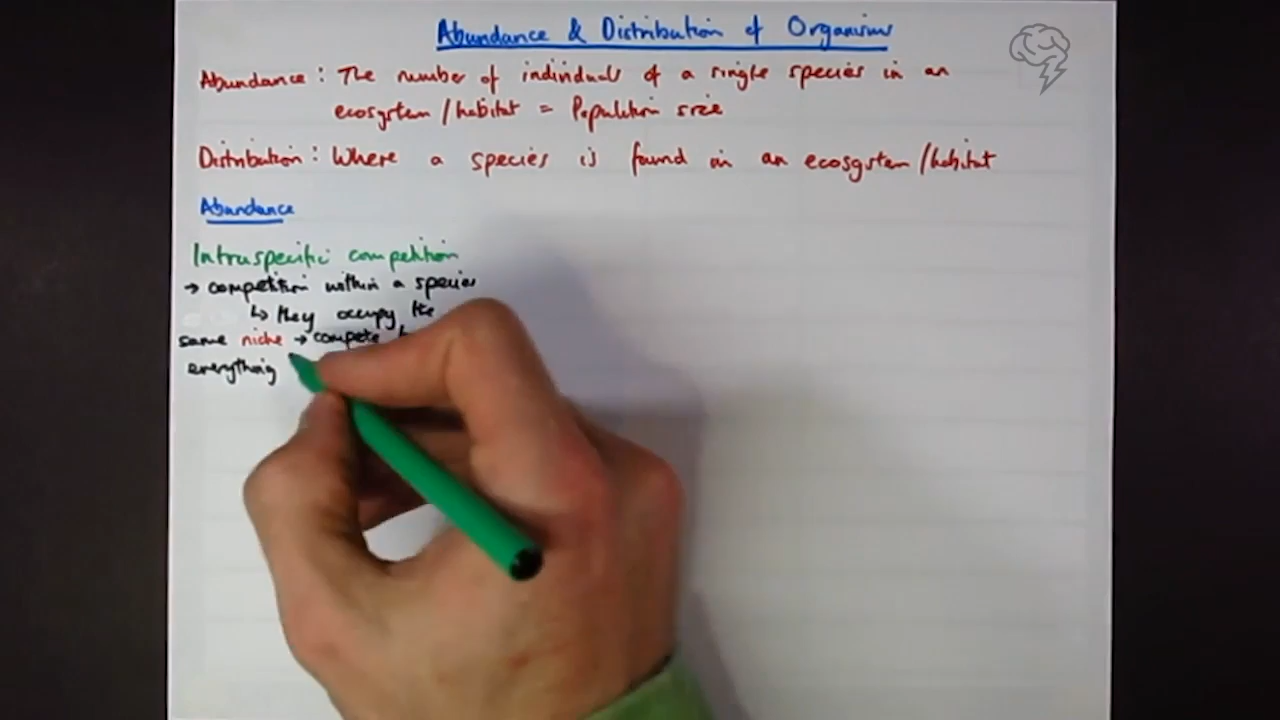 Abundance & Distribution of Organisms
Abundance: The number of individuals of a single species in an
ecosystem/habitat = Population size
Distribution: Where a species is found in an ecosystem/habitat
Abundance
Intraspecific competition
→ competition within a species
↳ they occupy the
same niche → compete
everything